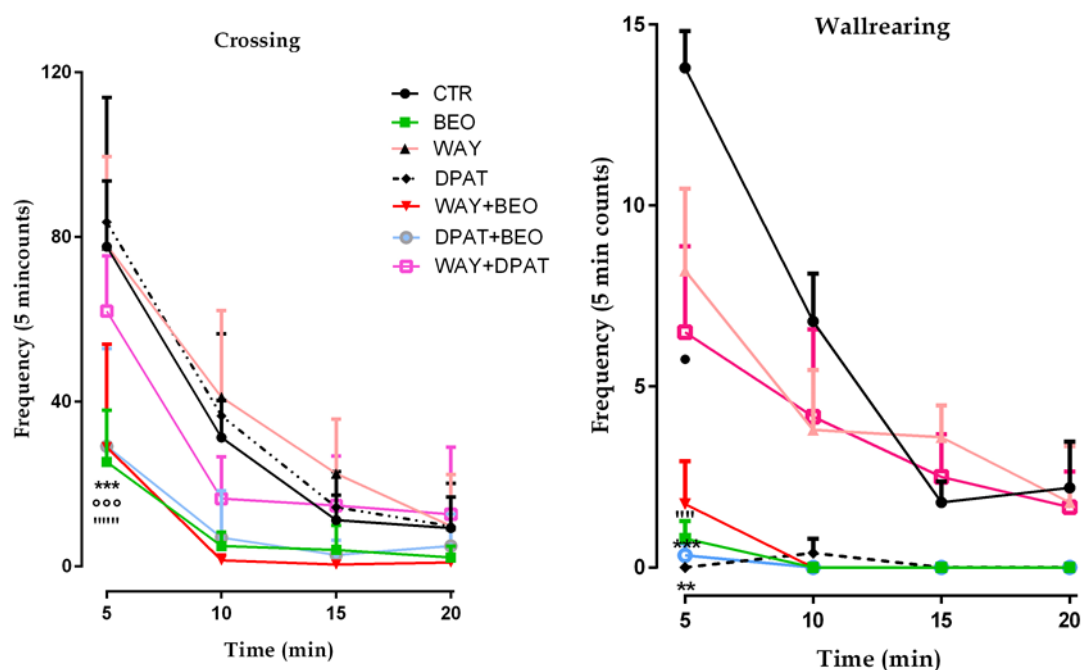 Crossing
Frequency (5 mincounts)
120
80
40
0
CTR
BEO
WAY
DPAT
WAY+BEO
DPAT+BEO
WAY+DPAT
***
°°°
""""
5 10 15 20
Time (min)
Wallrearing
Frequency (5 min counts)
15
10
5
0
""
***
**
5 10 15 20
Time (min)